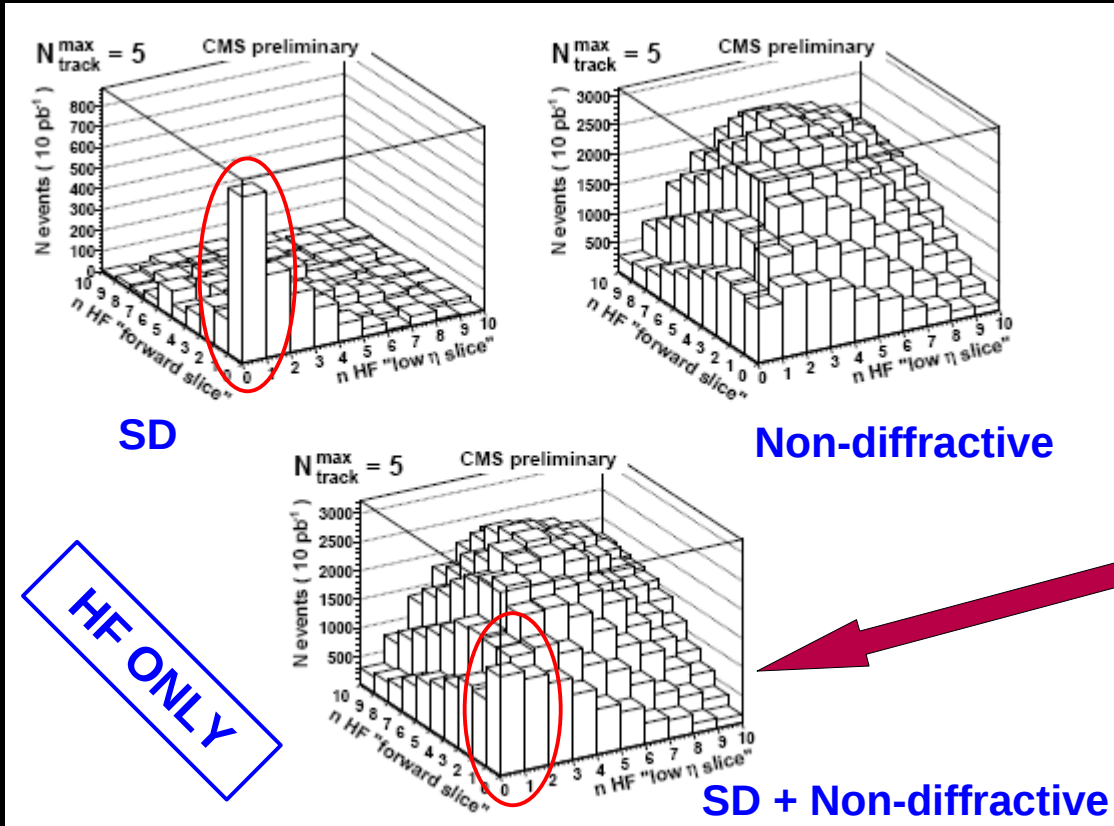 N max track = 5 CMS preliminary
N events ( 10 pb⁻¹ )
800
700
600
500
400
300
200
100
0
10 9 8 7 6 5 4 3 2 1 0
n HF "forward slice"
0 1 2 3 4 5 6 7 8 9 10
n HF "low η slice"
SD
N max track = 5 CMS preliminary
N events ( 10 pb⁻¹ )
3000
2500
2000
1500
1000
500
10 9 8 7 6 5 4 3 2 1 0
n HF "forward slice"
0 1 2 3 4 5 6 7 8 9 10
n HF "low η slice"
Non-diffractive
N max track = 5 CMS preliminary
N events ( 10 pb⁻¹ )
3000
2500
2000
1500
1000
500
10 9 8 7 6 5 4 3 2 1 0
n HF "forward slice"
0 1 2 3 4 5 6 7 8 9 10
n HF "low η slice"
HF ONLY
SD + Non-diffractive